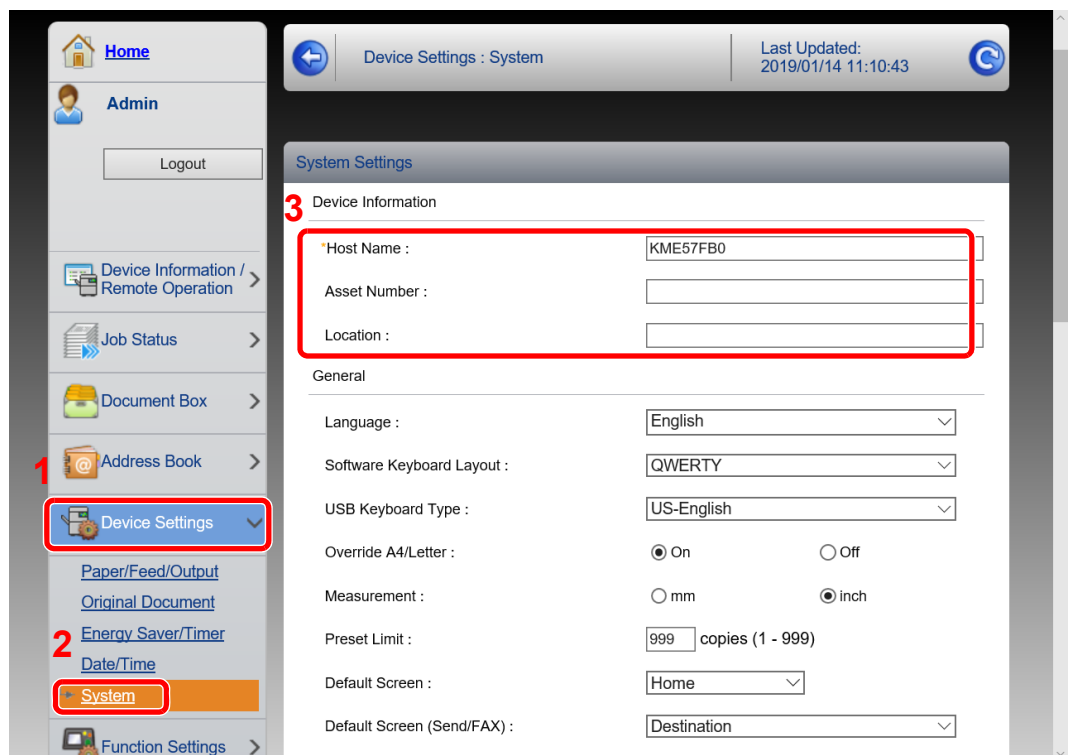 Home
Admin
Logout
Device Information /
Remote Operation
Job Status
Document Box
1
Address Book
Device Settings
Paper/Feed/Output
Original Document
2
Energy Saver/Timer
Date/Time
System
Function Settings
Device Settings : System
Last Updated:
2019/01/14 11:10:43
System Settings
3
Device Information
*Host Name : KME57FB0
Asset Number :
Location :
General
Language : English
Software Keyboard Layout : QWERTY
USB Keyboard Type : US-English
Override A4/Letter : On Off
Measurement : mm inch
Preset Limit : 999 copies (1 - 999)
Default Screen : Home
Default Screen (Send/FAX) : Destination